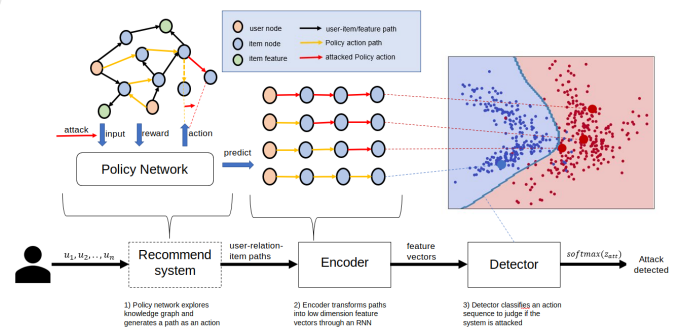 user node
item node
item feature
user-item/feature path
Policy action path
attacked Policy action
attack
input
reward
action
Policy Network
predict
u₁, u₂, . . , uₙ
Recommend
system
user-relation-
item paths
Encoder
feature
vectors
Detector
softmax(z_att)
Attack
detected
1) Policy network explores
knowledge graph and
generates a path as an action
2) Encoder transforms paths
into low dimension feature
vectors through an RNN
3) Detector classifies an action
sequence to judge if the
system is attacked